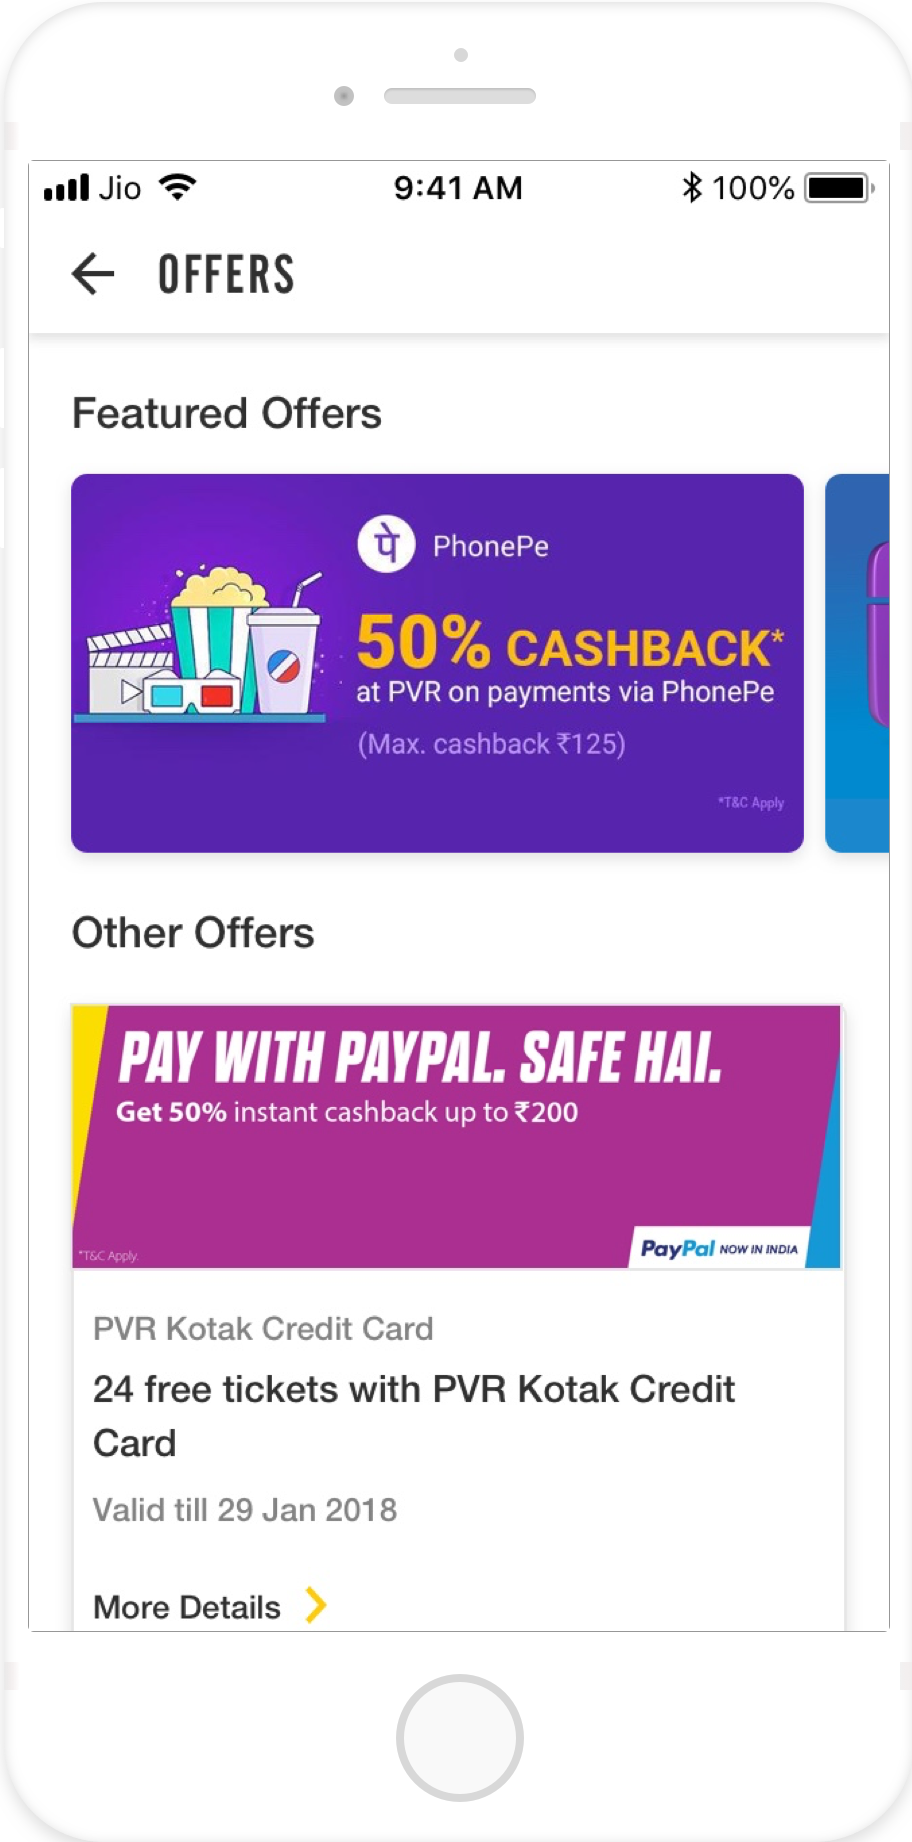 Jio 9:41 AM 100%
OFFERS
Featured Offers
पे PhonePe
50% CASHBACK*
at PVR on payments via PhonePe
(Max. cashback ₹125)
*T&C Apply
Other Offers
PAY WITH PAYPAL. SAFE HAI.
Get 50% instant cashback up to ₹200
*T&C Apply.
PayPal NOW IN INDIA
PVR Kotak Credit Card
24 free tickets with PVR Kotak Credit
Card
Valid till 29 Jan 2018
More Details